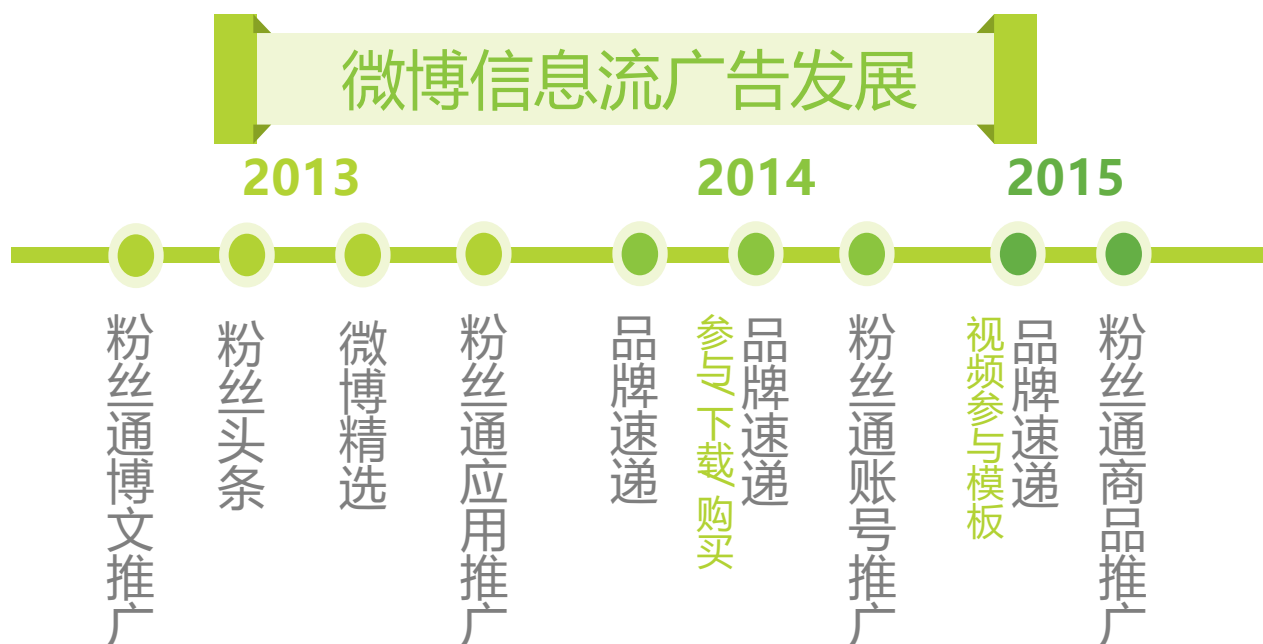 微博信息流广告发展
2013
2014
2015
粉丝通博文推广
粉丝头条
微博精选
粉丝通应用推广
品牌速递
品牌速递
参与/下载/购买
粉丝通账号推广
品牌速递
视频参与模板
粉丝通商品推广